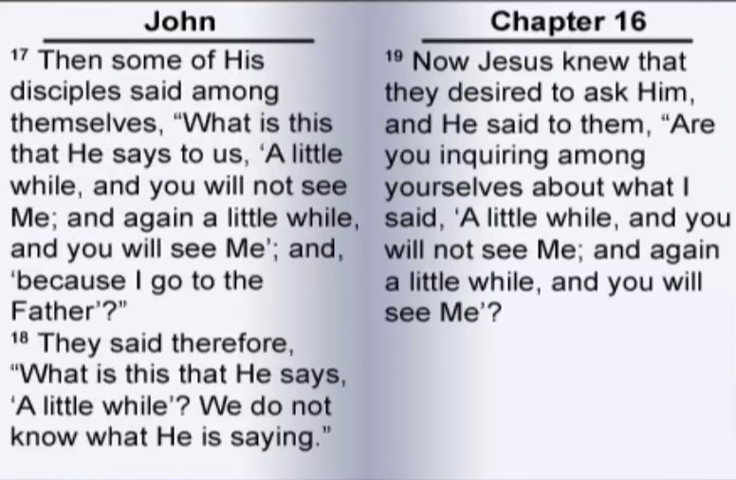 John
¹⁷ Then some of His
disciples said among
themselves, “What is this
that He says to us, ‘A little
while, and you will not see
Me; and again a little while,
and you will see Me’; and,
‘because I go to the
Father’?”
¹⁸ They said therefore,
“What is this that He says,
‘A little while’? We do not
know what He is saying.”
Chapter 16
¹⁹ Now Jesus knew that
they desired to ask Him,
and He said to them, “Are
you inquiring among
yourselves about what I
said, ‘A little while, and you
will not see Me; and again
a little while, and you will
see Me’?